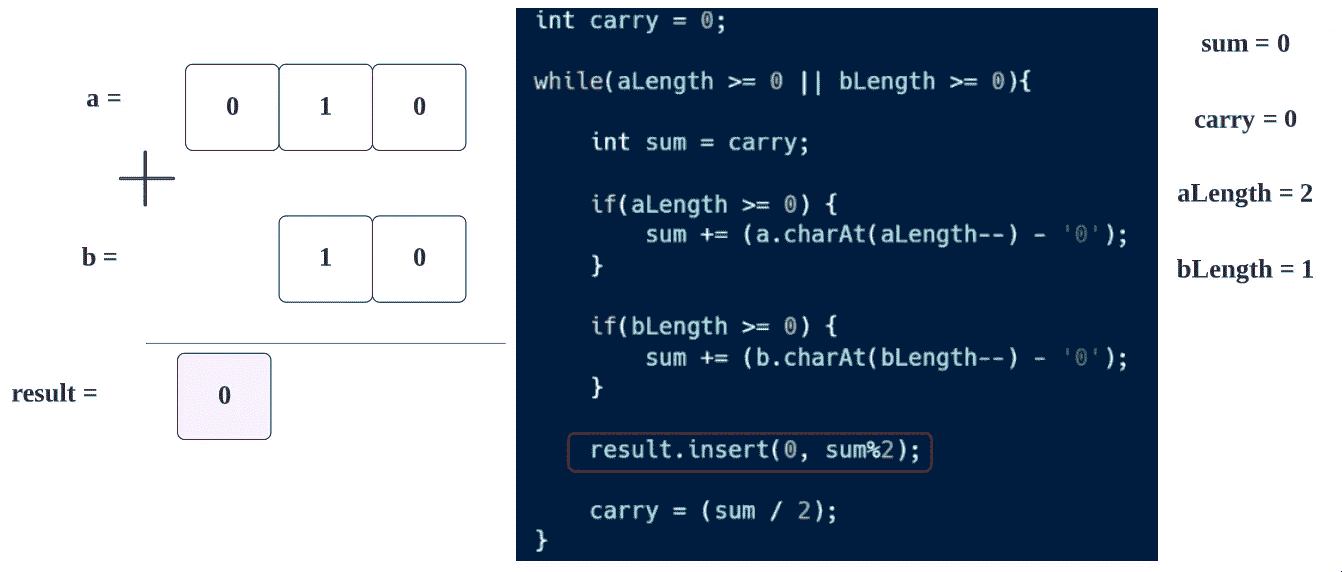 a = 0 1 0
b = 1 0
result = 0
int carry = 0;
while(aLength >= 0 || bLength >= 0){
int sum = carry;
if(aLength >= 0) {
sum += (a.charAt(aLength--) - '0');
}
if(bLength >= 0) {
sum += (b.charAt(bLength--) - '0');
}
result.insert(0, sum%2);
carry = (sum / 2);
}
sum = 0
carry = 0
aLength = 2
bLength = 1